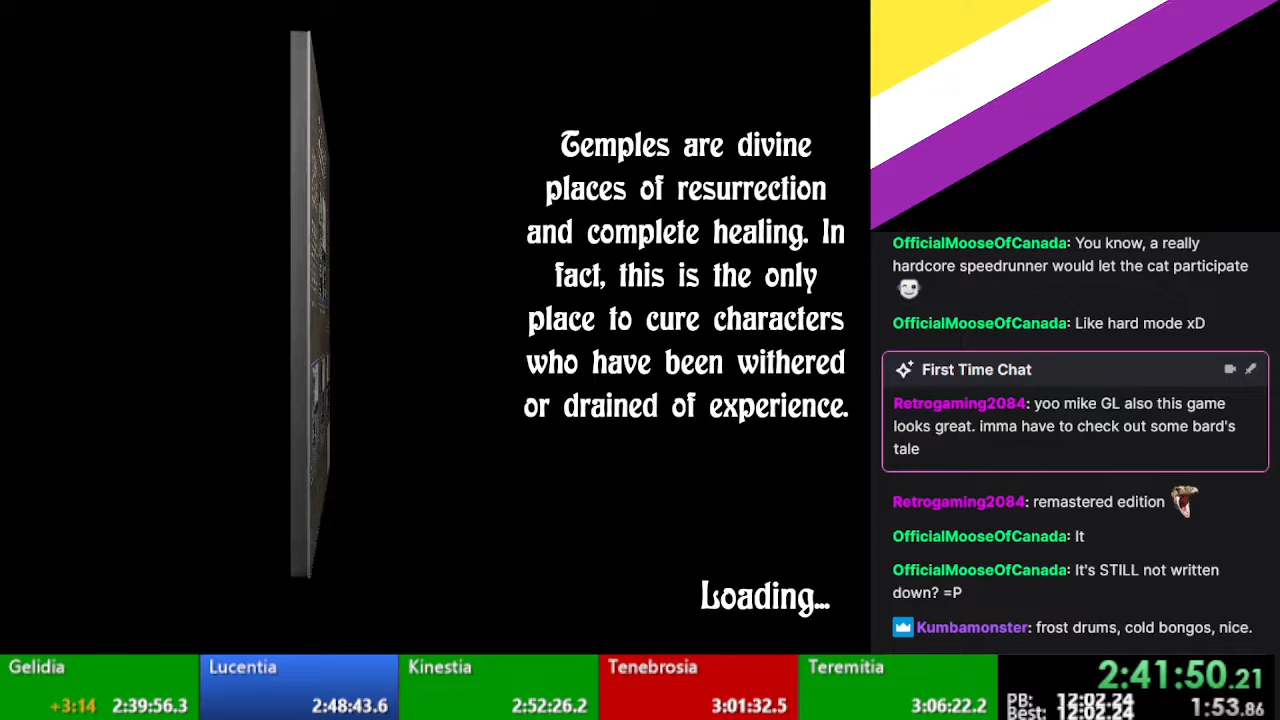 Temples are divine
places of resurrection
and complete healing. In
fact, this is the only
place to cure characters
who have been withered
or drained of experience.
Loading...
OfficialMooseOfCanada: You know, a really
hardcore speedrunner would let the cat participate
OfficialMooseOfCanada: Like hard mode xD
First Time Chat
Retrogaming2084: yoo mike GL also this game
looks great. imma have to check out some bard's
tale
Retrogaming2084: remastered edition
OfficialMooseOfCanada: It
OfficialMooseOfCanada: It's STILL not written
down? =P
Kumbamonster: frost drums, cold bongos, nice.
Gelidia
+3:14 2:39:56.3
Lucentia
2:48:43.6
Kinestia
2:52:26.2
Tenebrosia
3:01:32.5
Teremitia
3:06:22.2
2:41:50.21
PB: 12:02.24
Best: 12:02.24
1:53.86